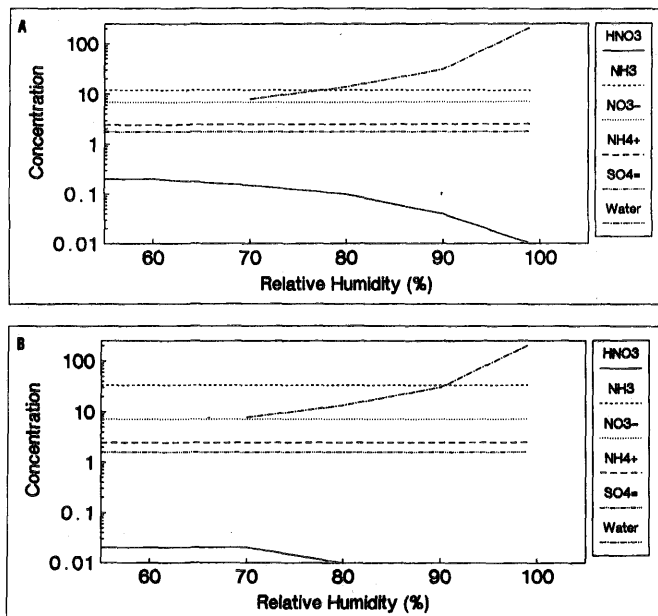 A
100
10
1
0.1
0.01
Concentration
60 70 80 90 100
Relative Humidity (%)
HNO3
NH3
NO3-
NH4+
SO4=
Water
B
100
10
1
0.1
0.01
Concentration
60 70 80 90 100
Relative Humidity (%)
HNO3
NH3
NO3-
NH4+
SO4=
Water